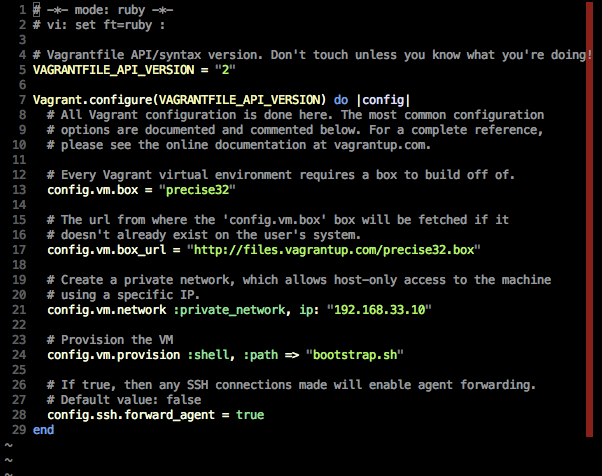 1 # -*- mode: ruby -*-
2 # vi: set ft=ruby :
3
4 # Vagrantfile API/syntax version. Don't touch unless you know what you're doing!
5 VAGRANTFILE_API_VERSION = "2"
6
7 Vagrant.configure(VAGRANTFILE_API_VERSION) do |config|
8   # All Vagrant configuration is done here. The most common configuration
9   # options are documented and commented below. For a complete reference,
10   # please see the online documentation at vagrantup.com.
11
12   # Every Vagrant virtual environment requires a box to build off of.
13   config.vm.box = "precise32"
14
15   # The url from where the 'config.vm.box' box will be fetched if it
16   # doesn't already exist on the user's system.
17   config.vm.box_url = "http://files.vagrantup.com/precise32.box"
18
19   # Create a private network, which allows host-only access to the machine
20   # using a specific IP.
21   config.vm.network :private_network, ip: "192.168.33.10"
22
23   # Provision the VM
24   config.vm.provision :shell, :path => "bootstrap.sh"
25
26   # If true, then any SSH connections made will enable agent forwarding.
27   # Default value: false
28   config.ssh.forward_agent = true
29 end
~
~
~